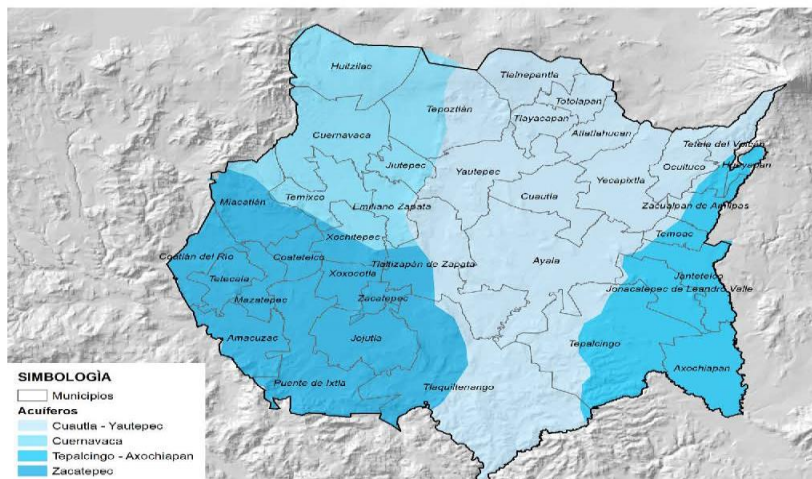 Huitzilac
Tlalnepantla
Totolapan
Tepoztlán
Tlayacapan
Atlatlahucan
Cuernavaca
Jiutepec
Tetela del Volcán
Hueyapan
Yautepec
Ocuituco
Yecapixtla
Cuautla
Miacatlán
Temixco
Emiliano Zapata
Zacualpan de Amilpas
Xochitepec
Temoac
Coatlán del Río
Coatetelco
Tlaltizapán de Zapata
Ayala
Xoxocotla
Jantetelco
Tetecala
Jonacatepec de Leandro Valle
Mazatepec
Zacatepec
Amacuzac
Jojutla
Tepalcingo
Axochiapan
Puente de Ixtla
Tlaquiltenango
SIMBOLOGÌA
Municipios
Acuíferos
Cuautla - Yautepec
Cuernavaca
Tepalcingo - Axochiapan
Zacatepec